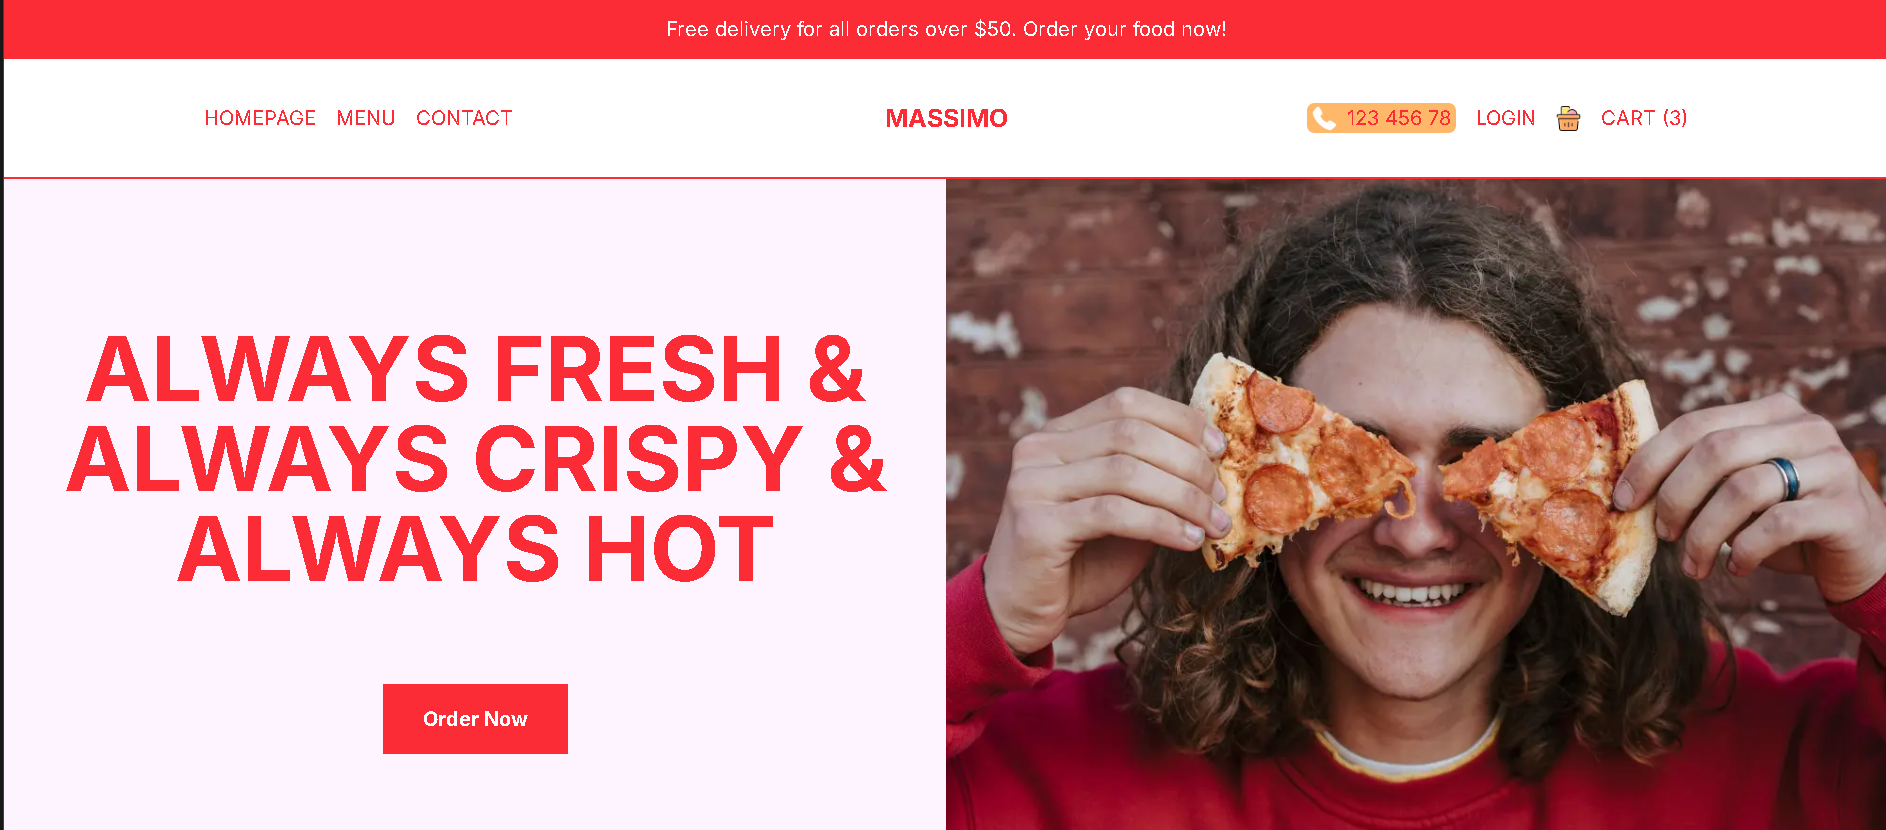 Free delivery for all orders over $50. Order your food now!
HOMEPAGE MENU CONTACT
MASSIMO
123 456 78 LOGIN CART (3)
ALWAYS FRESH &
ALWAYS CRISPY &
ALWAYS HOT
Order Now